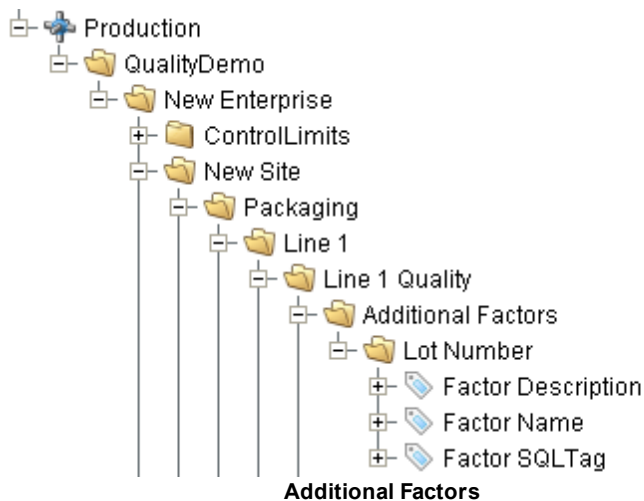 Production
QualityDemo
New Enterprise
ControlLimits
New Site
Packaging
Line 1
Line 1 Quality
Additional Factors
Lot Number
Factor Description
Factor Name
Factor SQLTag
Additional Factors